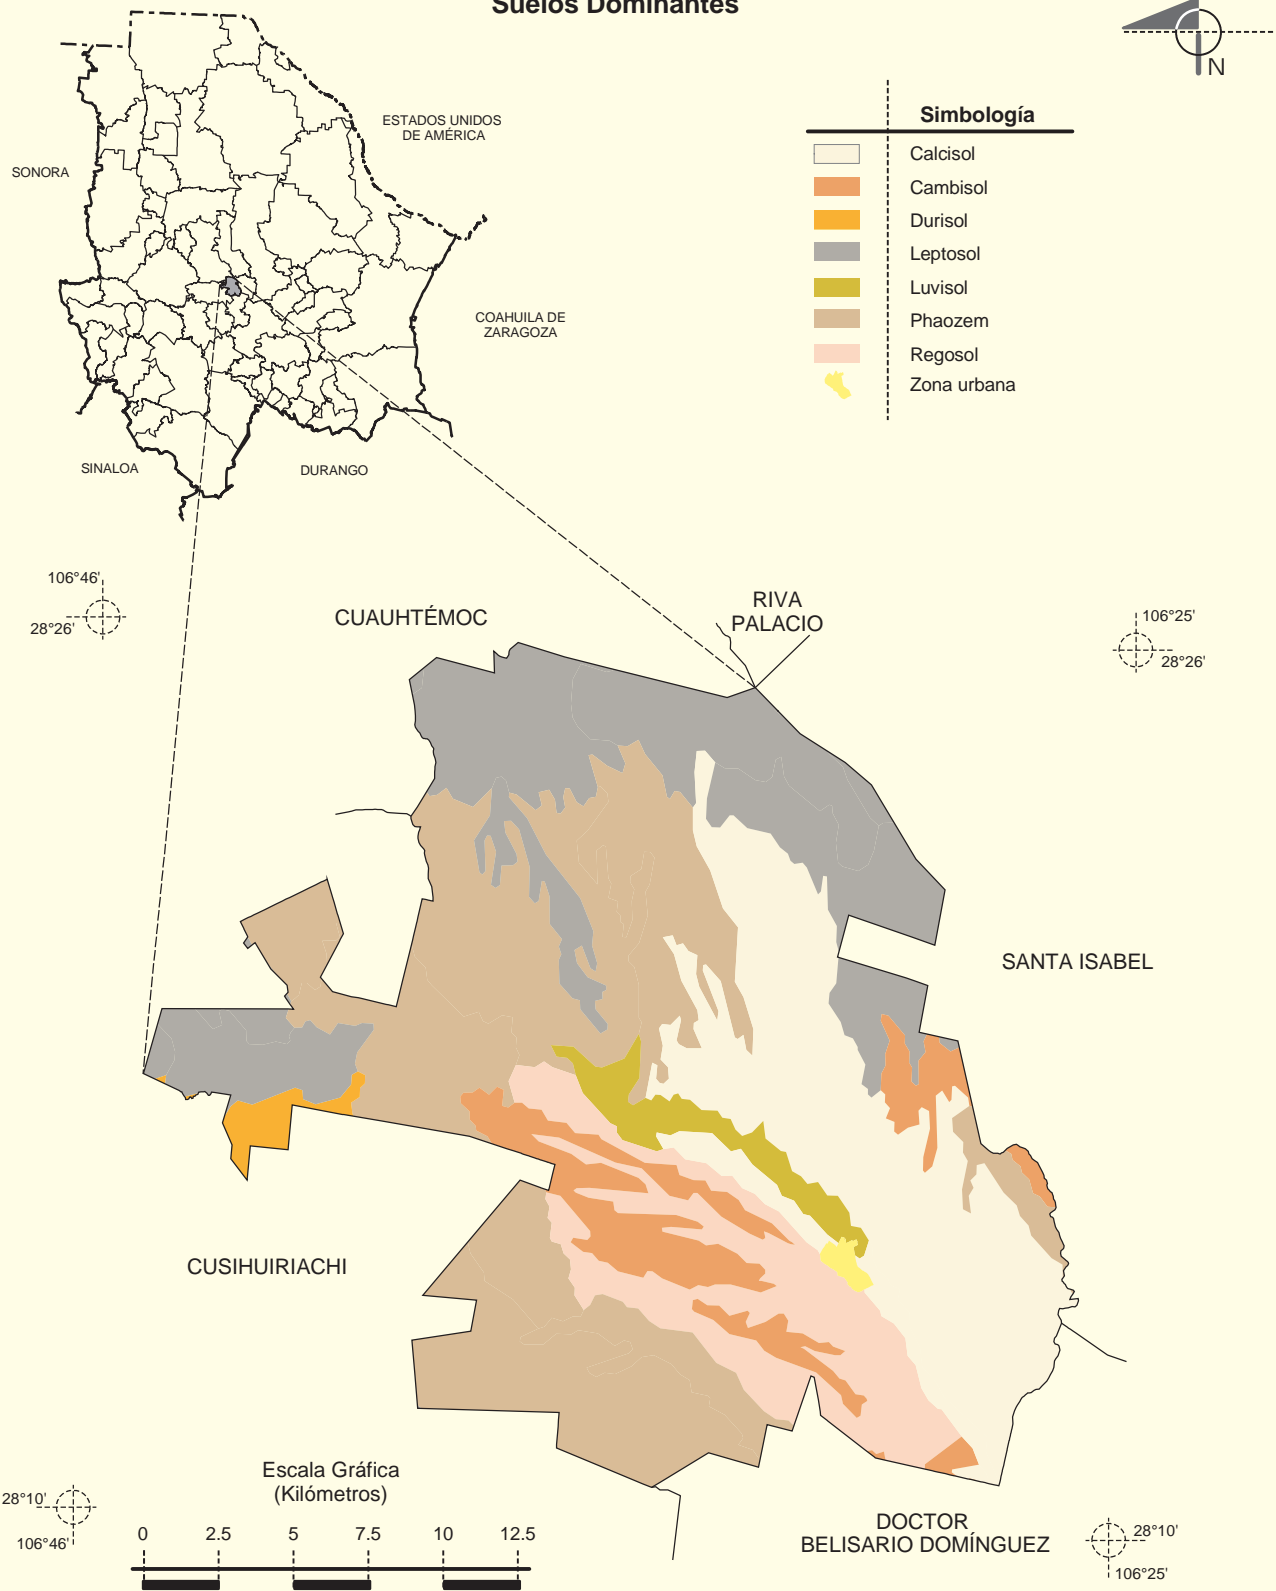 Suelos Dominantes
N
ESTADOS UNIDOS
DE AMÉRICA
SONORA
COAHUILA DE
ZARAGOZA
SINALOA
DURANGO
Simbología
Calcisol
Cambisol
Durisol
Leptosol
Luvisol
Phaozem
Regosol
Zona urbana
106°46'
28°26'
CUAUHTÉMOC
RIVA
PALACIO
106°25'
28°26'
SANTA ISABEL
CUSIHUIRIACHI
DOCTOR
BELISARIO DOMÍNGUEZ
28°10'
106°46'
Escala Gráfica
(Kilómetros)
0 2.5 5 7.5 10 12.5
28°10'
106°25'